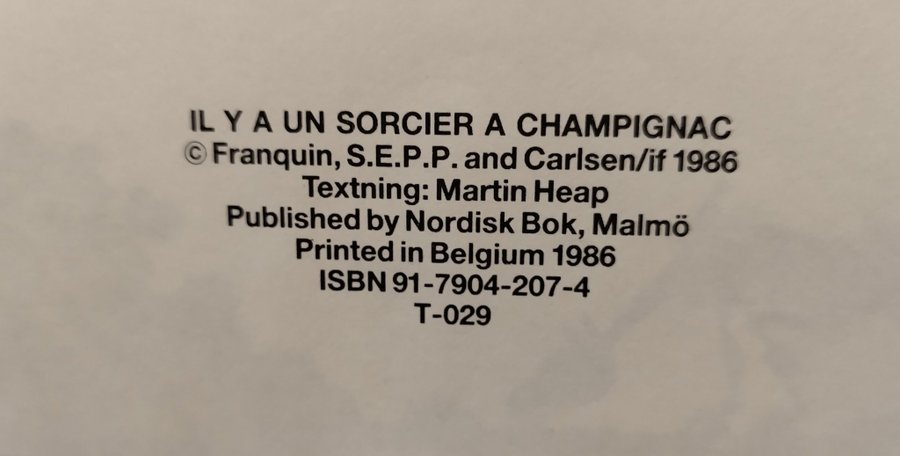 IL Y A UN SORCIER A CHAMPIGNAC
© Franquin, S.E.P.P. and Carlsen/if 1986
Textning: Martin Heap
Published by Nordisk Bok, Malmö
Printed in Belgium 1986
ISBN 91-7904-207-4
T-029